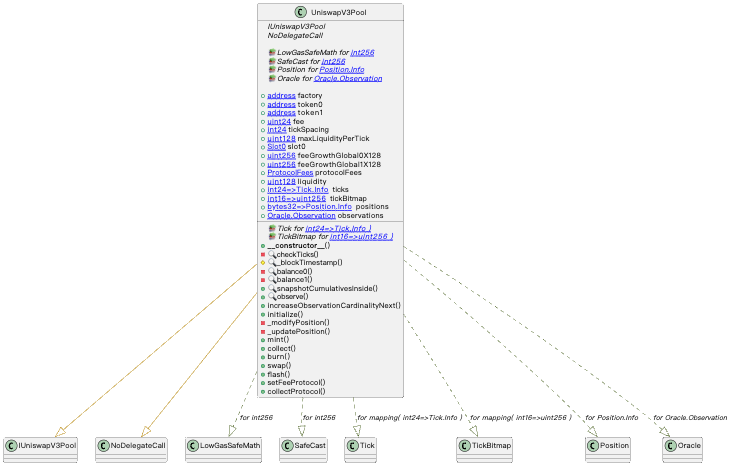 UniswapV3Pool
IUniswapV3Pool
NoDelegateCall
LowGasSafeMath for int256
SafeCast for int256
Position for Position.Info
Oracle for Oracle.Observation
address factory
address token0
address token1
uint24 fee
int24 tickSpacing
uint128 maxLiquidityPerTick
Slot0 slot0
uint256 feeGrowthGlobal0X128
uint256 feeGrowthGlobal1X128
ProtocolFees protocolFees
uint128 liquidity
int24=>Tick.Info ticks
int16=>uint256 tickBitmap
bytes32=>Position.Info positions
Oracle.Observation observations
Tick for int24=>Tick.Info )
TickBitmap for int16=>uint256 )
__constructor__()
checkTicks()
_blockTimestamp()
balance0()
balance1()
snapshotCumulativesInside()
observe()
increaseObservationCardinalityNext()
initialize()
_modifyPosition()
_updatePosition()
mint()
collect()
burn()
swap()
flash()
setFeeProtocol()
collectProtocol()
for int256
for int256
for mapping( int24=>Tick.Info )
for mapping( int16=>uint256 )
for Position.Info
for Oracle.Observation
IUniswapV3Pool
NoDelegateCall
LowGasSafeMath
SafeCast
Tick
TickBitmap
Position
Oracle